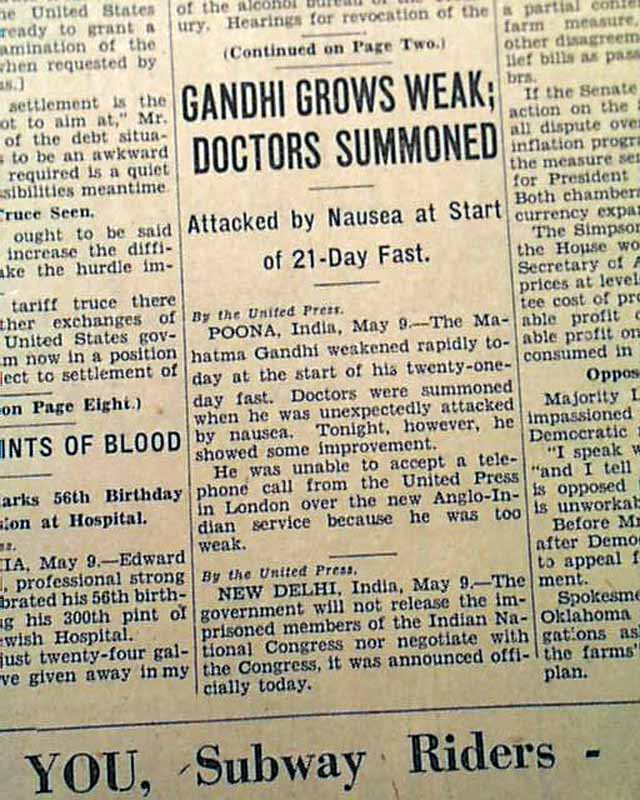 he United States
ready to grant a
amination of the
when requested by
ss.]
settlement is the
ot to aim at," Mr.
of the debt situa-
s to be an awkward
required is a quiet
sibilities meantime.
Truce Seen.
ought to be said
increase the diffi-
ake the hurdle im-
tariff truce there
ther exchanges of
United States gov-
m now in a position
ject to settlement of
on Page Eight.)
INTS OF BLOOD
arks 56th Birthday
ion at Hospital.
ss.
IA, May 9.—Edward
, professional strong
brated his 56th birth-
ng his 300th pint of
wish Hospital.
just twenty-four gal-
ve given away in my
of the alcohol bureau of the
ury. Hearings for revocation of the
(Continued on Page Two.)
GANDHI GROWS WEAK;
DOCTORS SUMMONED
Attacked by Nausea at Start
of 21-Day Fast.
By the United Press.
POONA, India, May 9.—The Ma-
hatma Gandhi weakened rapidly to-
day at the start of his twenty-one-
day fast. Doctors were summoned
when he was unexpectedly attacked
by nausea. Tonight, however, he
showed some improvement.
He was unable to accept a tele-
phone call from the United Press
in London over the new Anglo-In-
dian service because he was too
weak.
By the United Press.
NEW DELHI, India, May 9.—The
government will not release the im-
prisoned members of the Indian Na-
tional Congress nor negotiate with
the Congress, it was announced offi-
cially today.
a partial confe
farm measure
other disagreem
lief bills as pass
brs.
If the Senate
action on the
all dispute over
inflation progra
the measure se
for President
Both chamber
currency expa
The Simpson
the House wo
Secretary of A
prices at level
tee cost of pro
able profit
able profit on
consumed in
Oppos
Majority L
impassioned
Democratic
"I speak w
"and I tell
is opposed
is unworkab
Before Mr
after Demo
to appeal f
ment.
Spokesme
Oklahoma
gations as
the farms'
plan.
YOU, Subway Riders -